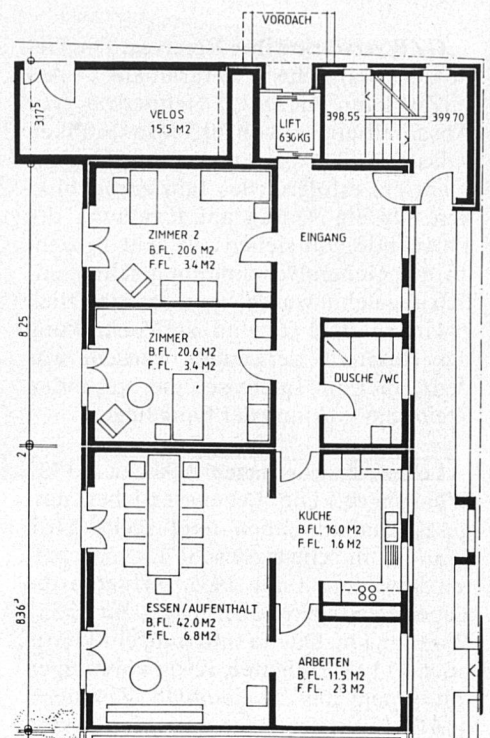 VORDACH
VELOS
15.5 M2
317⁵
LIFT
630KG
398.55
399.70
ZIMMER 2
B.FL. 20.6 M2
F.FL. 3.4 M2
EINGANG
8 25
ZIMMER
B.FL. 20.6 M2
F.FL. 3.4 M2
DUSCHE /WC
2
KÜCHE
B.FL. 16.0 M2
F.FL. 1.6 M2
ESSEN / AUFENTHALT
B.FL. 42.0 M2
F.FL. 6.8 M2
836³
ARBEITEN
B.FL. 11.5 M2
F.FL. 2.3 M2